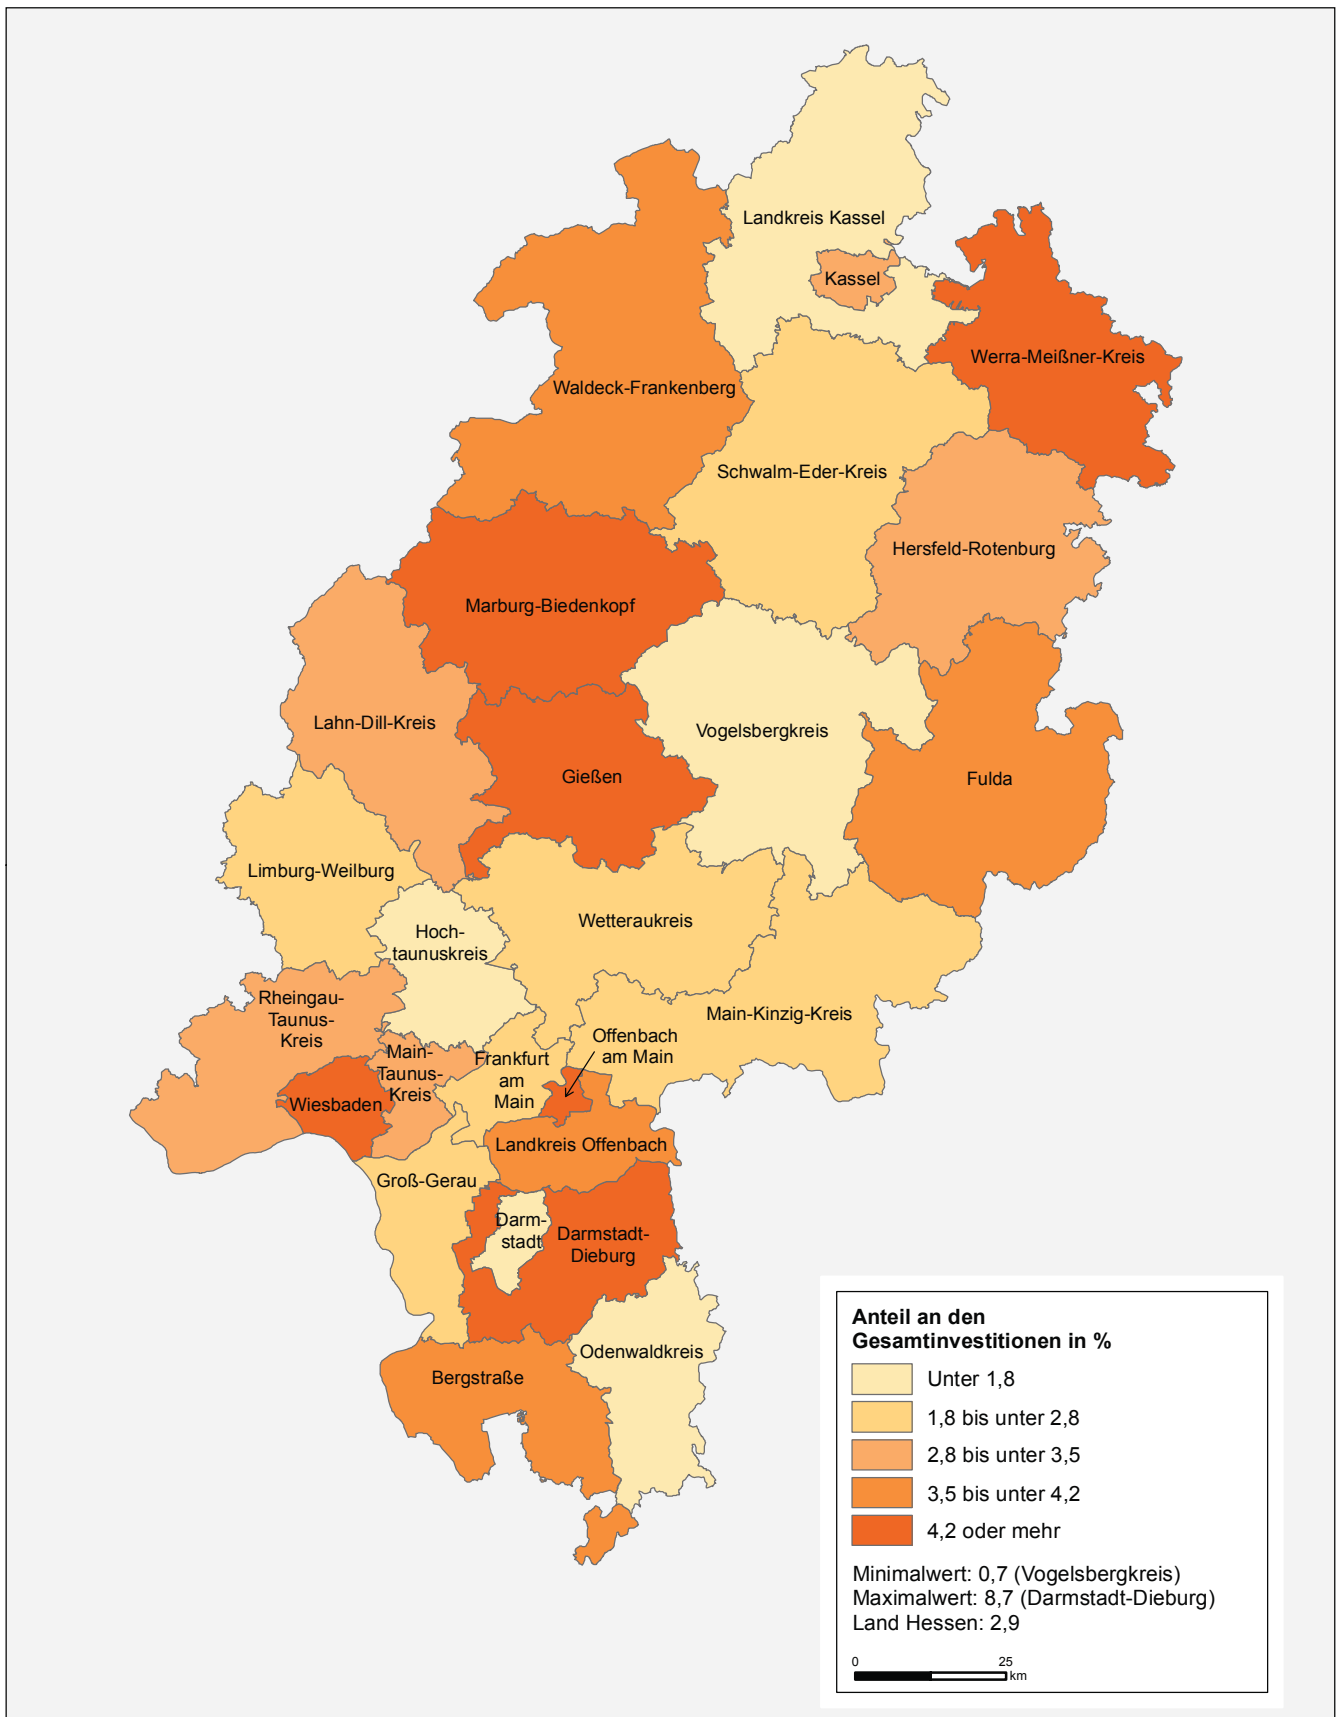 Landkreis Kassel
Kassel
Werra-Meißner-Kreis
Waldeck-Frankenberg
Schwalm-Eder-Kreis
Hersfeld-Rotenburg
Marburg-Biedenkopf
Lahn-Dill-Kreis
Vogelsbergkreis
Gießen
Fulda
Limburg-Weilburg
Wetteraukreis
Hoch-
taunuskreis
Rheingau-
Taunus-
Kreis
Main-Kinzig-Kreis
Offenbach
am Main
Main-
Taunus-
Kreis
Frankfurt
am
Main
Wiesbaden
Landkreis Offenbach
Groß-Gerau
Darm-
stadt
Darmstadt-
Dieburg
Odenwaldkreis
Bergstraße
Anteil an den
Gesamtinvestitionen in %
Unter 1,8
1,8 bis unter 2,8
2,8 bis unter 3,5
3,5 bis unter 4,2
4,2 oder mehr
Minimalwert: 0,7 (Vogelsbergkreis)
Maximalwert: 8,7 (Darmstadt-Dieburg)
Land Hessen: 2,9
0 25
km